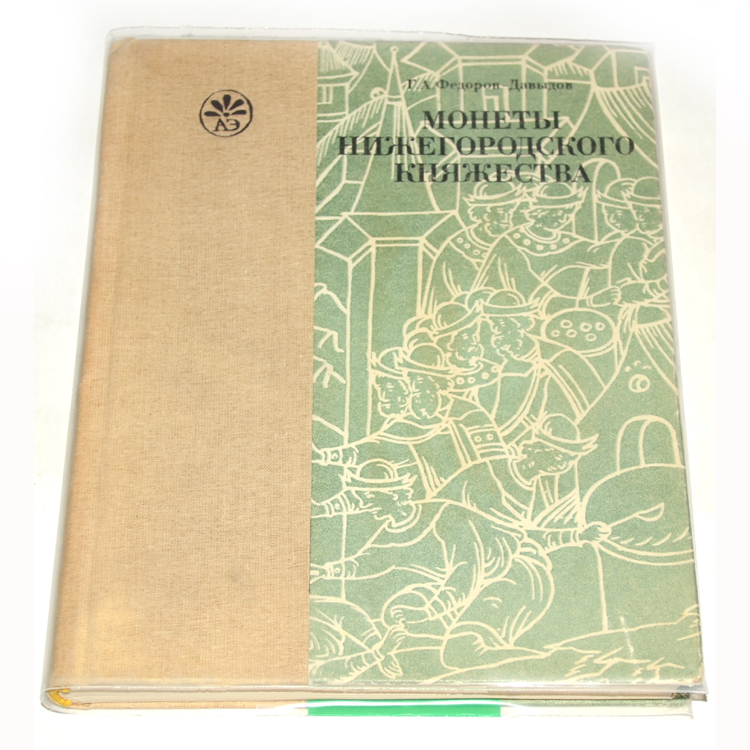 АЭ
Г.А.Федоров-Давыдов
МОНЕТЫ
НИЖЕГОРОДСКОГО
КНЯЖЕСТВА